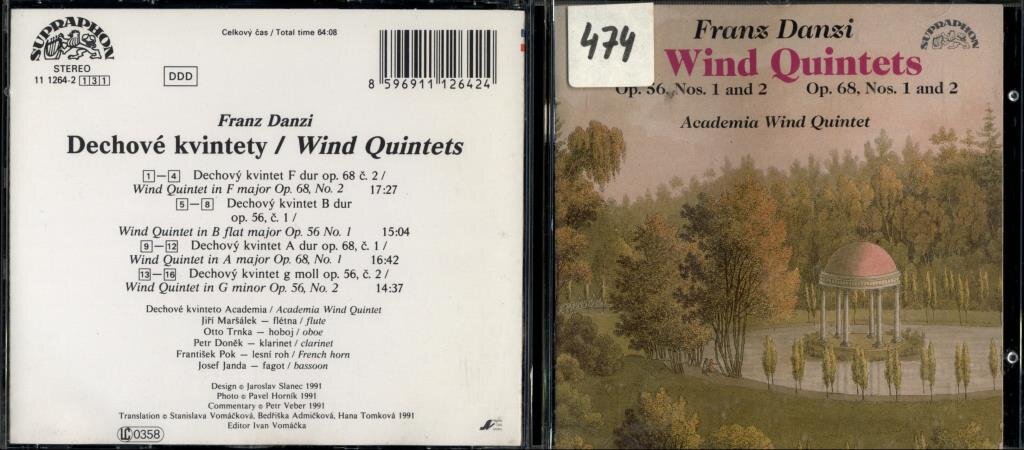 SUPRAPHON
STEREO
11 1264-2 131
DDD
Celkový čas / Total time 64:08
8 596911 126424
Franz Danzi
Dechové kvintety / Wind Quintets
1—4 Dechový kvintet F dur op. 68 č. 2 /
Wind Quintet in F major Op. 68, No. 2 17:27
5—8 Dechový kvintet B dur
op. 56, č. 1 /
Wind Quintet in B flat major Op. 56 No. 1 15:04
9—12 Dechový kvintet A dur op. 68, č. 1 /
Wind Quintet in A major Op. 68, No. 1 16:42
13—16 Dechový kvintet g moll op. 56, č. 2 /
Wind Quintet in G minor Op. 56, No. 2 14:37
Dechové kvinteto Academia / Academia Wind Quintet
Jiří Maršálek — flétna / flute
Otto Trnka — hoboj / oboe
Petr Doněk — klarinet / clarinet
František Pok — lesní roh / French horn
Josef Janda — fagot / bassoon
Design © Jaroslav Slanec 1991
Photo © Pavel Horník 1991
Commentary © Petr Veber 1991
Translation © Stanislava Vomáčková, Bedřiška Admičková, Hana Tomková 1991
Editor Ivan Vomáčka
LC 0358
474
Franz Danzi
SUPRAPHON
Wind Quintets
Op. 56, Nos. 1 and 2 Op. 68, Nos. 1 and 2
Academia Wind Quintet